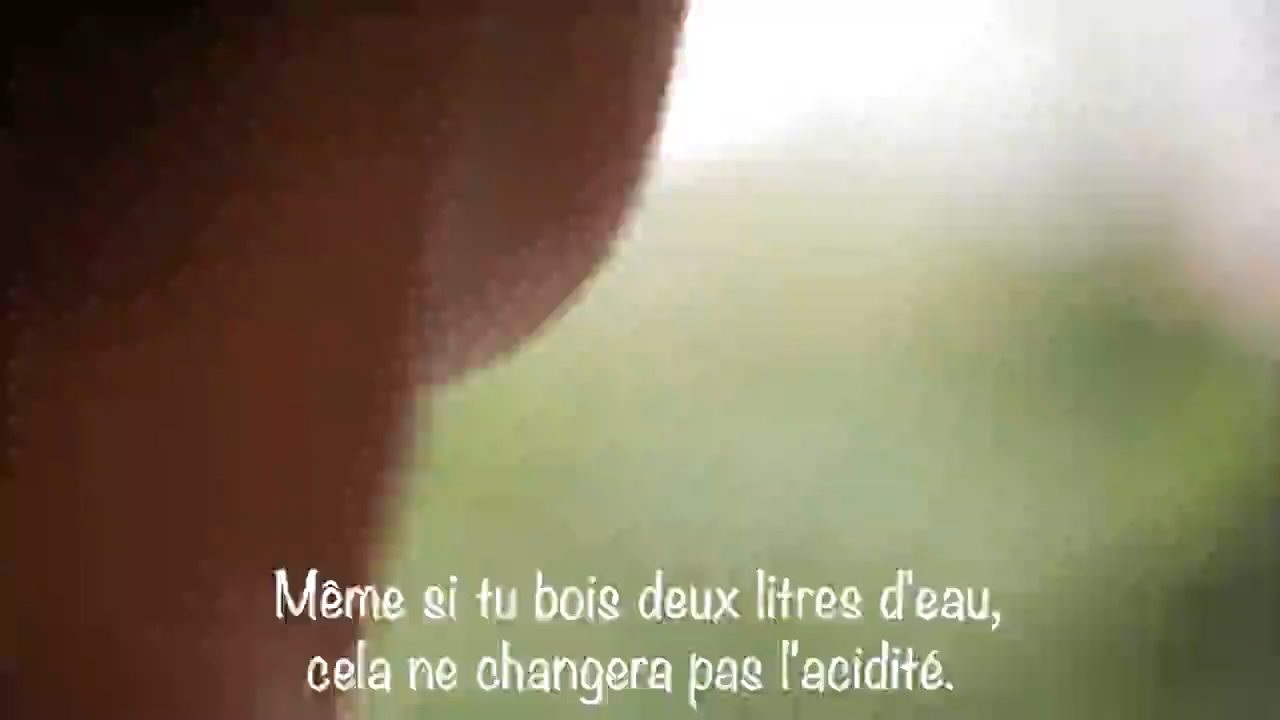 Même si tu bois deux litres d'eau,
cela ne changera pas l'acidité.